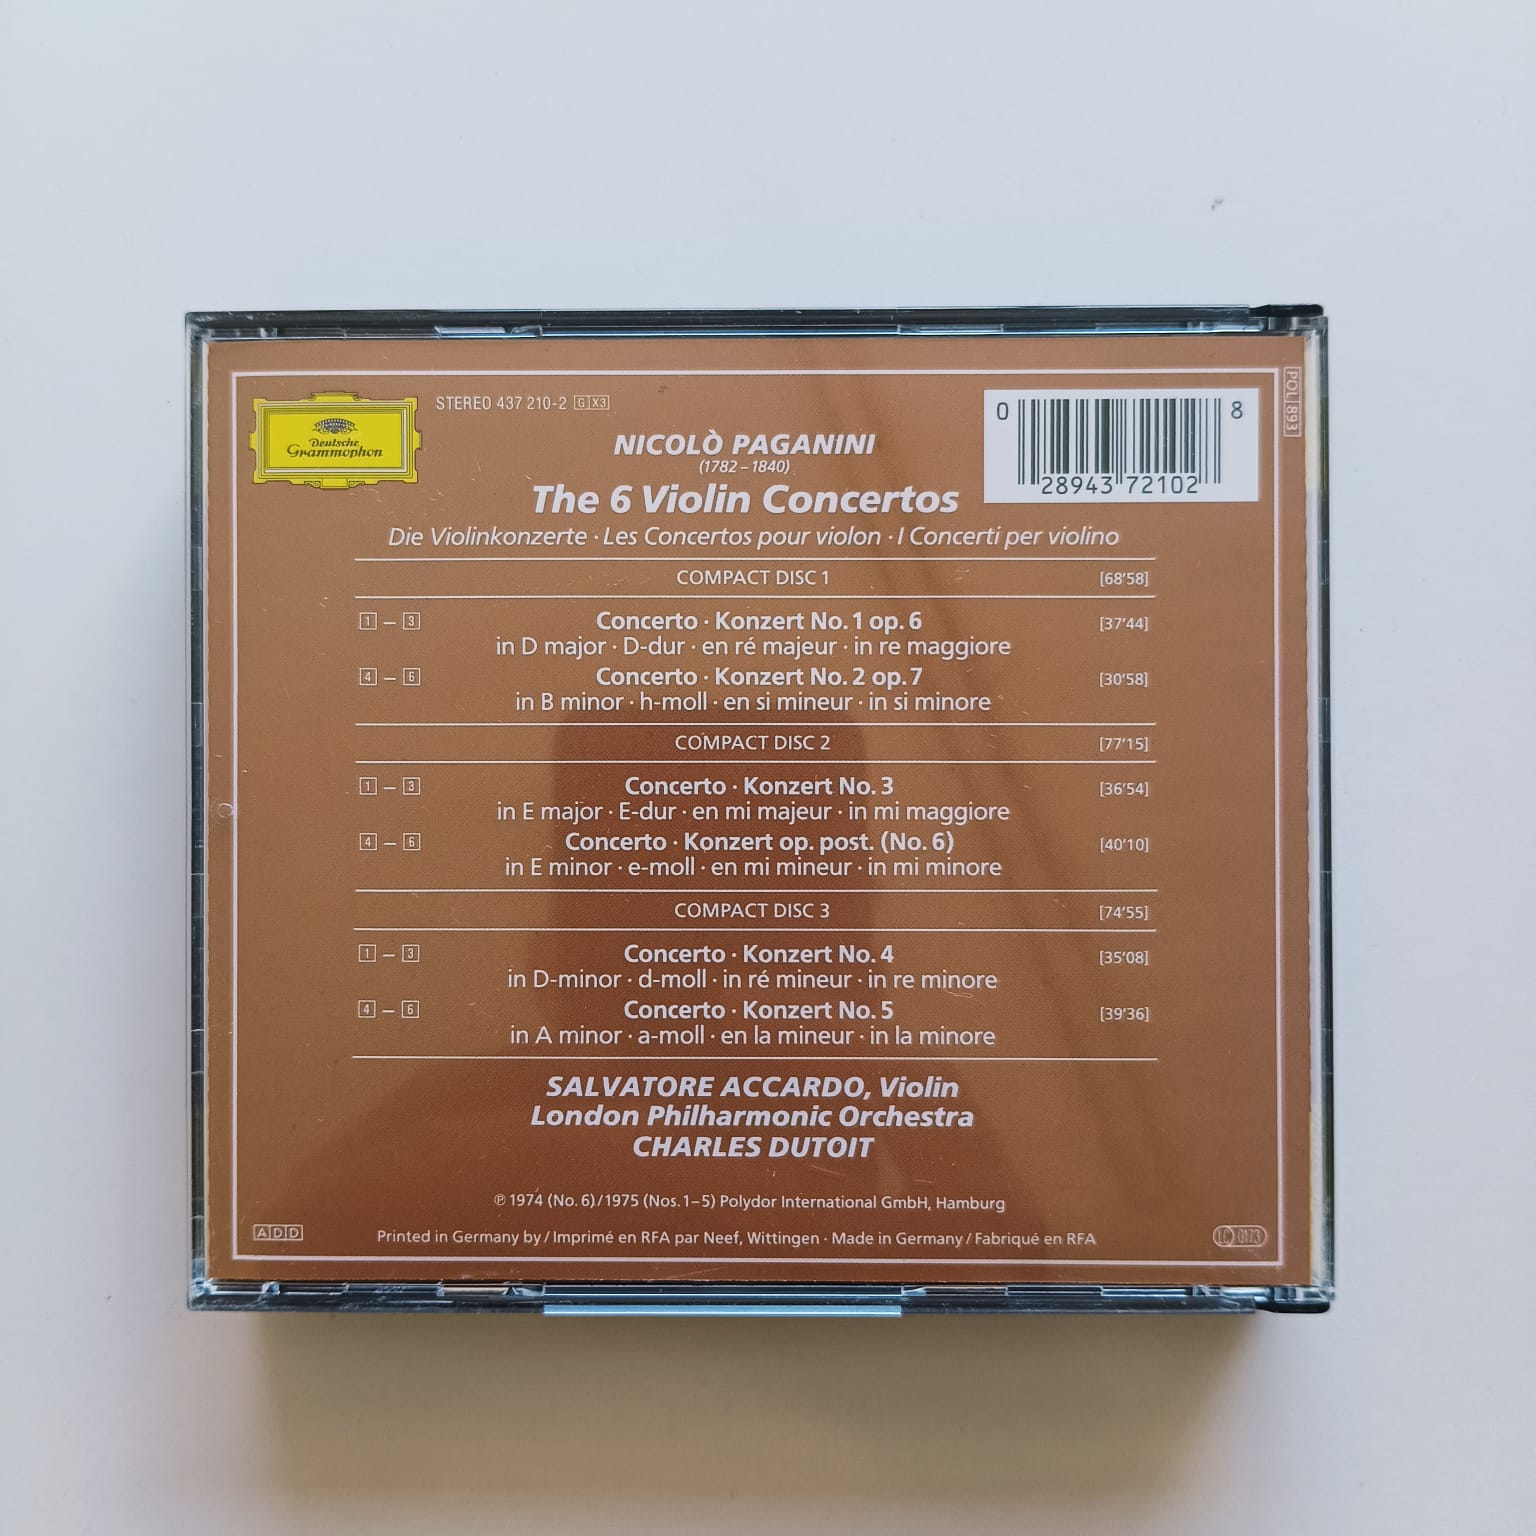 Deutsche
Grammophon
STEREO 437 210-2 G X3
NICOLÒ PAGANINI
(1782 – 1840)
The 6 Violin Concertos
Die Violinkonzerte · Les Concertos pour violon · I Concerti per violino
0 28943 72102 8
POL 893
COMPACT DISC 1 [68'58]
1 – 3 Concerto · Konzert No. 1 op. 6 [37'44]
in D major · D-dur · en ré majeur · in re maggiore
4 – 6 Concerto · Konzert No. 2 op. 7 [30'58]
in B minor · h-moll · en si mineur · in si minore
COMPACT DISC 2 [77'15]
1 – 3 Concerto · Konzert No. 3 [36'54]
in E major · E-dur · en mi majeur · in mi maggiore
4 – 6 Concerto · Konzert op. post. (No. 6) [40'10]
in E minor · e-moll · en mi mineur · in mi minore
COMPACT DISC 3 [74'55]
1 – 3 Concerto · Konzert No. 4 [35'08]
in D-minor · d-moll · in ré mineur · in re minore
4 – 6 Concerto · Konzert No. 5 [39'36]
in A minor · a-moll · en la mineur · in la minore
SALVATORE ACCARDO, Violin
London Philharmonic Orchestra
CHARLES DUTOIT
℗ 1974 (No. 6) / 1975 (Nos. 1–5) Polydor International GmbH, Hamburg
ADD
Printed in Germany by / Imprimé en RFA par Neef, Wittingen · Made in Germany / Fabriqué en RFA
LC 0173